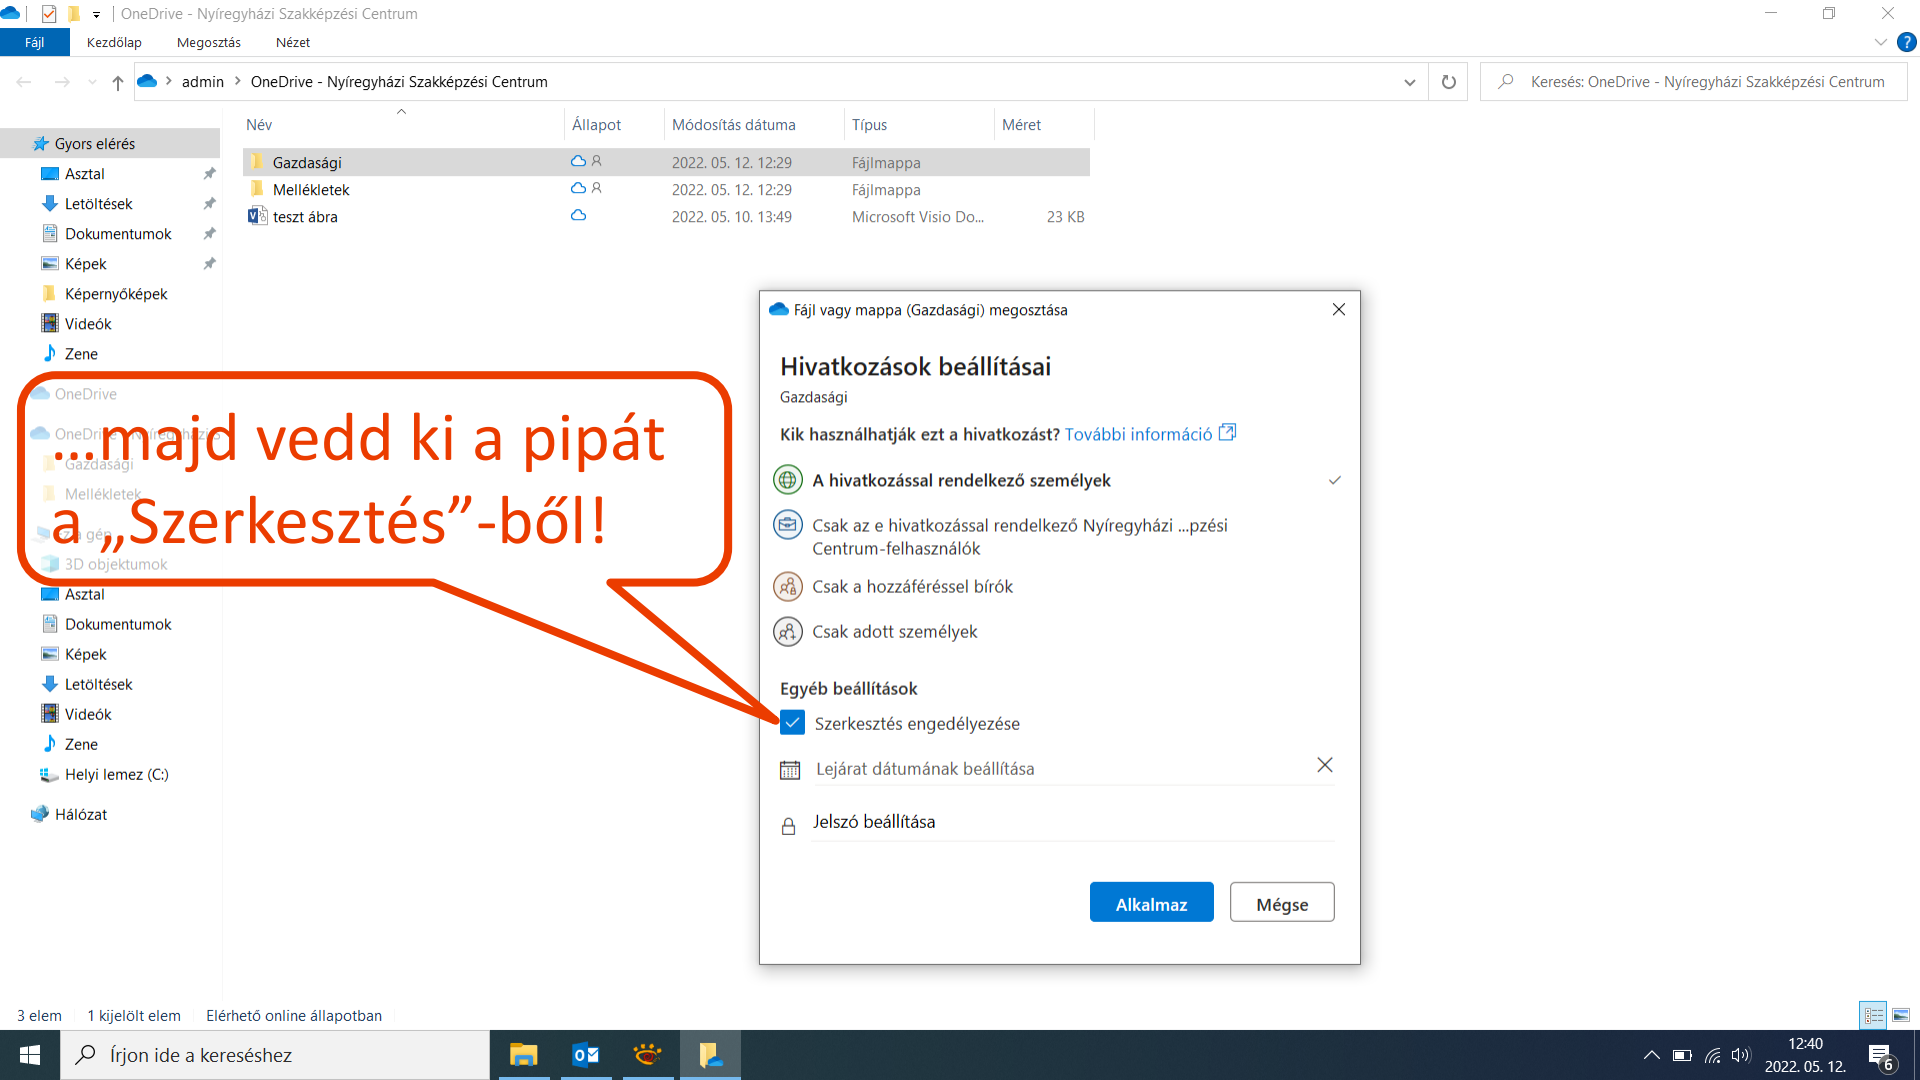 OneDrive - Nyíregyházi Szakképzési Centrum
Fájl Kezdőlap Megosztás Nézet
admin OneDrive - Nyíregyházi Szakképzési Centrum
Keresés: OneDrive - Nyíregyházi Szakképzési Centrum
Név Állapot Módosítás dátuma Típus Méret
Gazdasági 2022. 05. 12. 12:29 Fájlmappa
Mellékletek 2022. 05. 12. 12:29 Fájlmappa
teszt ábra 2022. 05. 10. 13:49 Microsoft Visio Do... 23 KB
Gyors elérés
Asztal
Letöltések
Dokumentumok
Képek
Képernyőképek
Videók
Zene
OneDrive
OneDrive - Nyíregyházi S
Gazdasági
Mellékletek
Ez a gép
3D objektumok
Asztal
Dokumentumok
Képek
Letöltések
Videók
Zene
Helyi lemez (C:)
Hálózat
...majd vedd ki a pipát
a „Szerkesztés”-ből!
Fájl vagy mappa (Gazdasági) megosztása
Hivatkozások beállításai
Gazdasági
Kik használhatják ezt a hivatkozást? További információ
A hivatkozással rendelkező személyek
Csak az e hivatkozással rendelkező Nyíregyházi ...pzési
Centrum-felhasználók
Csak a hozzáféréssel bírók
Csak adott személyek
Egyéb beállítások
Szerkesztés engedélyezése
Lejárat dátumának beállítása
Jelszó beállítása
Alkalmaz Mégse
3 elem 1 kijelölt elem Elérhető online állapotban
Írjon ide a kereséshez
12:40
2022. 05. 12.
6